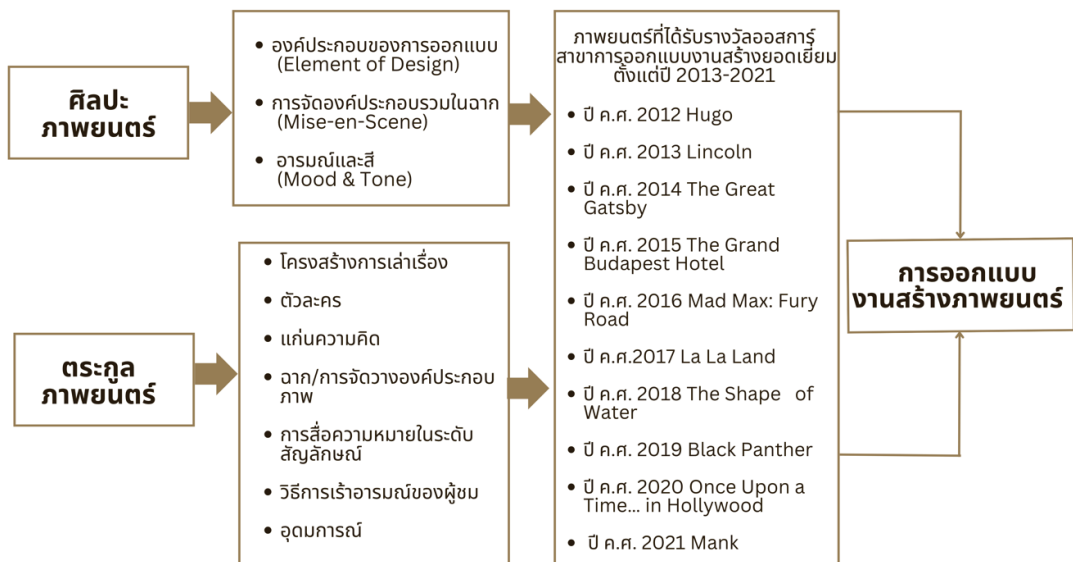 ศิลปะ
ภาพยนตร์
• องค์ประกอบของการออกแบบ
(Element of Design)
• การจัดองค์ประกอบรวมในฉาก
(Mise-en-Scene)
• อารมณ์และสี
(Mood & Tone)
ตระกูล
ภาพยนตร์
• โครงสร้างการเล่าเรื่อง
• ตัวละคร
• แก่นความคิด
• ฉาก/การจัดวางองค์ประกอบ
ภาพ
• การสื่อความหมายในระดับ
สัญลักษณ์
• วิธีการเร้าอารมณ์ของผู้ชม
• อุดมการณ์
ภาพยนตร์ที่ได้รับรางวัลออสการ์
สาขาการออกแบบงานสร้างยอดเยี่ยม
ตั้งแต่ปี 2013-2021
• ปี ค.ศ. 2012 Hugo
• ปี ค.ศ. 2013 Lincoln
• ปี ค.ศ. 2014 The Great
Gatsby
• ปี ค.ศ. 2015 The Grand
Budapest Hotel
• ปี ค.ศ. 2016 Mad Max: Fury
Road
• ปี ค.ศ.2017 La La Land
• ปี ค.ศ. 2018 The Shape of
Water
• ปี ค.ศ. 2019 Black Panther
• ปี ค.ศ. 2020 Once Upon a
Time... in Hollywood
• ปี ค.ศ. 2021 Mank
การออกแบบ
งานสร้างภาพยนตร์